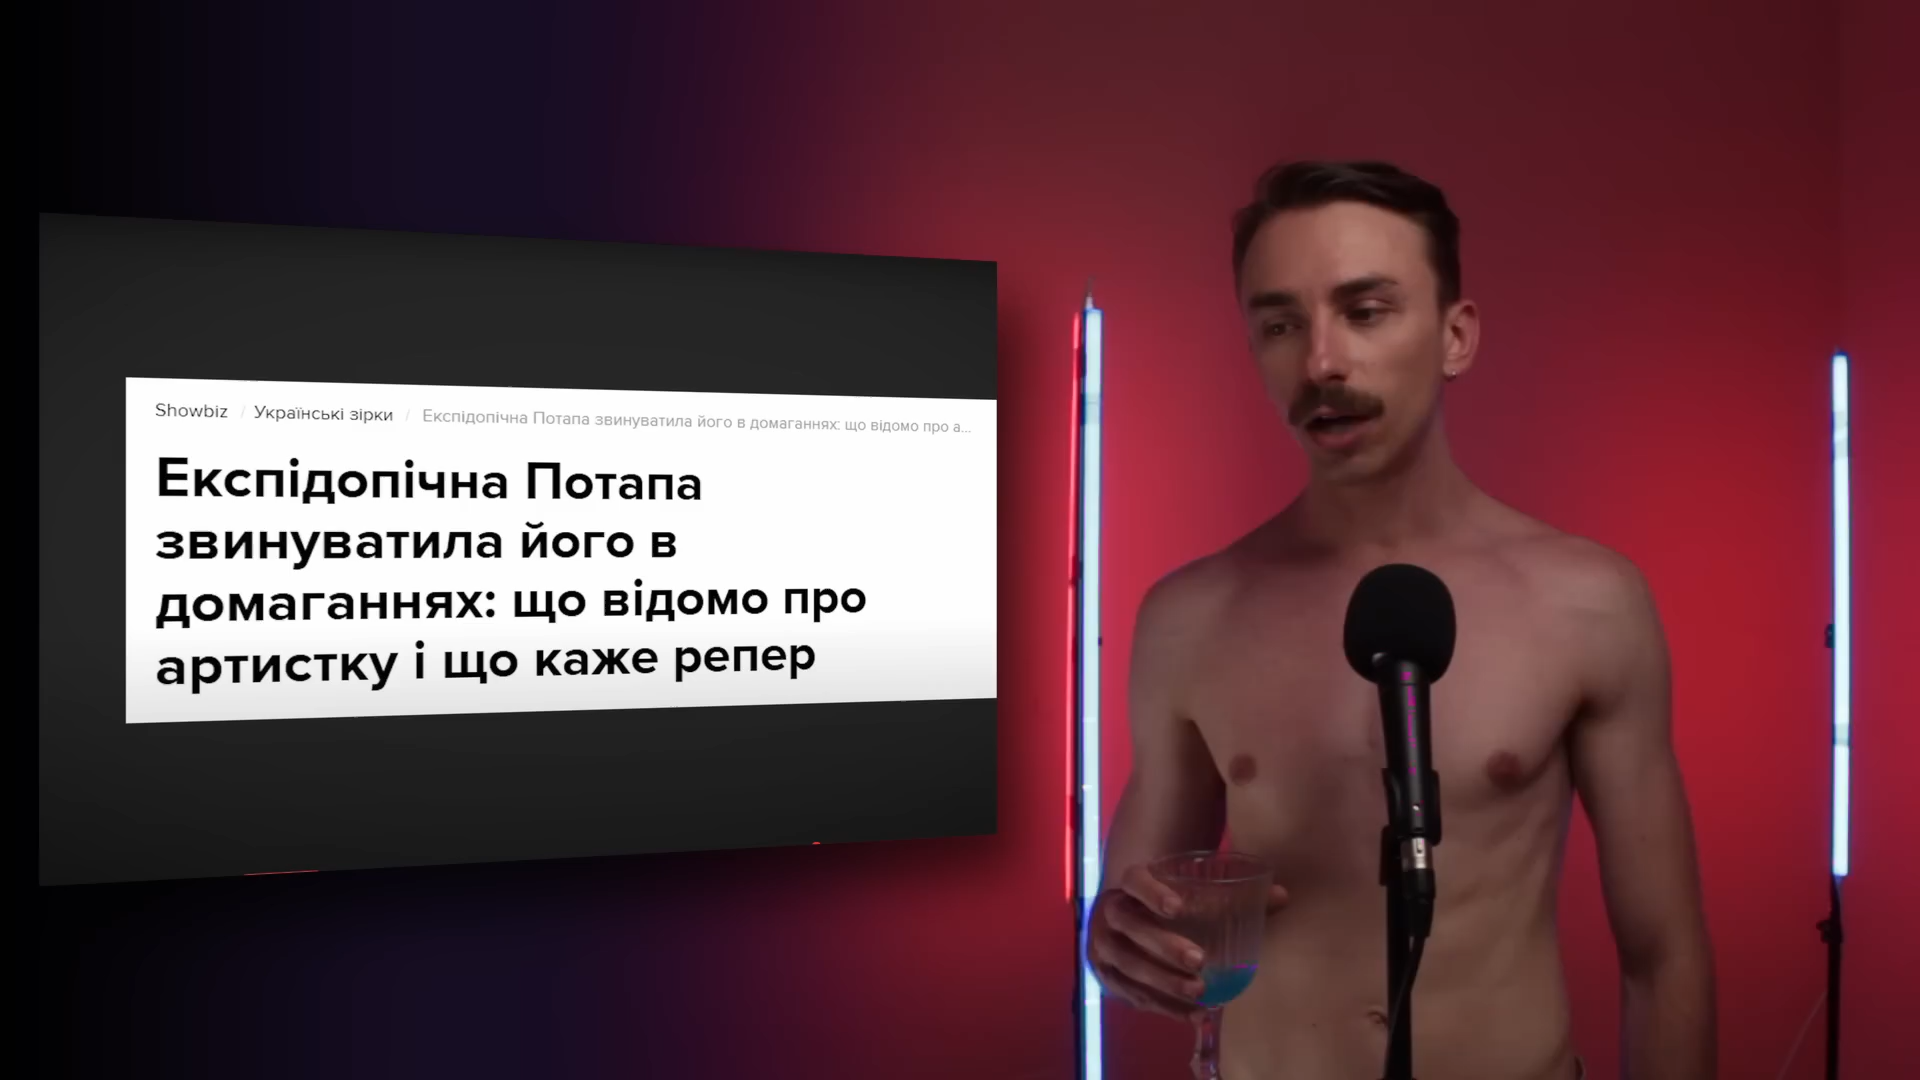 Showbiz / Українські зірки / Експідопічна Потапа звинуватила його в домаганнях: що відомо про а...
Експідопічна Потапа
звинуватила його в
домаганнях: що відомо про
артистку і що каже репер